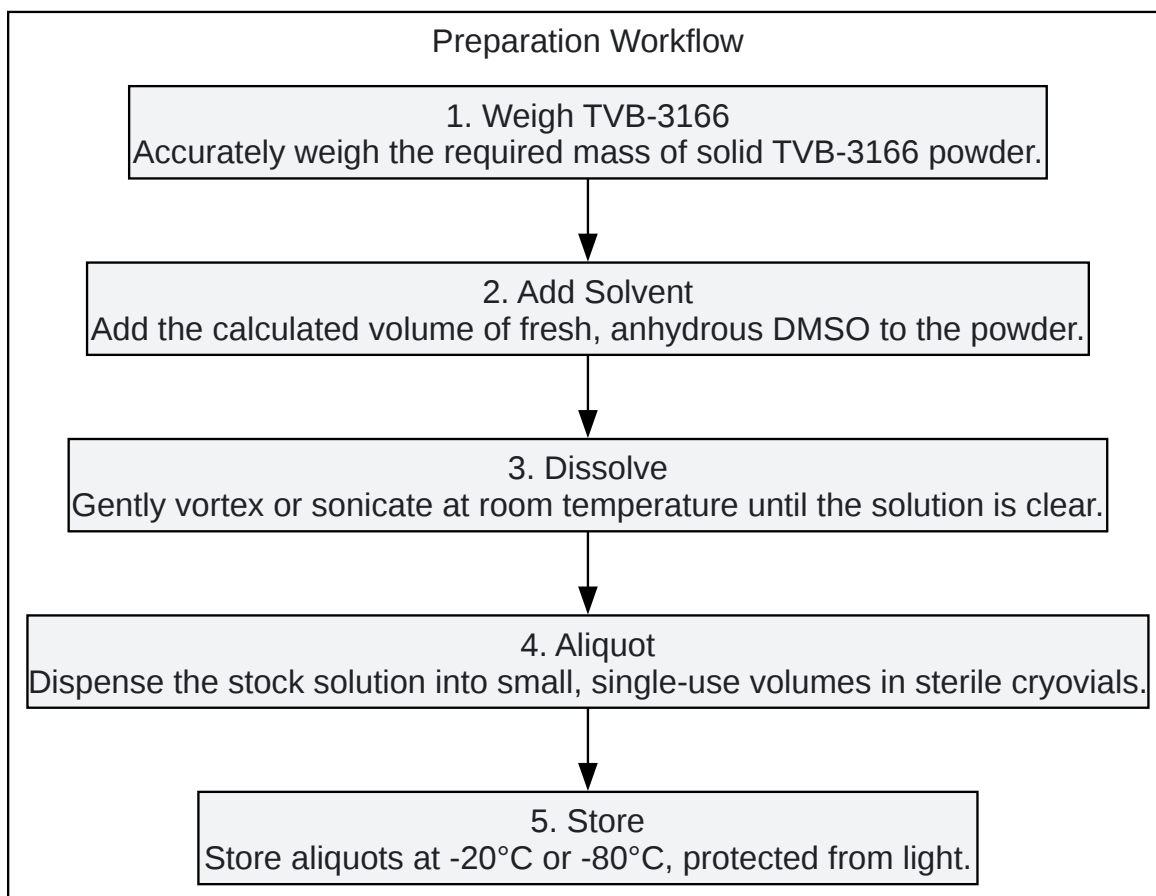 Preparation Workflow
1. Weigh TVB-3166
Accurately weigh the required mass of solid TVB-3166 powder.
2. Add Solvent
Add the calculated volume of fresh, anhydrous DMSO to the powder.
3. Dissolve
Gently vortex or sonicate at room temperature until the solution is clear.
4. Aliquot
Dispense the stock solution into small, single-use volumes in sterile cryovials.
5. Store
Store aliquots at -20°C or -80°C, protected from light.